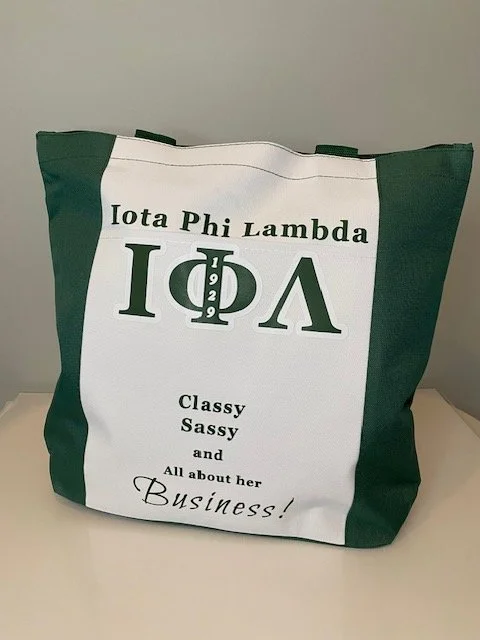 Iota Phi Lambda
ΙΦΛ
1929
Classy
Sassy
and
All about her
Business!